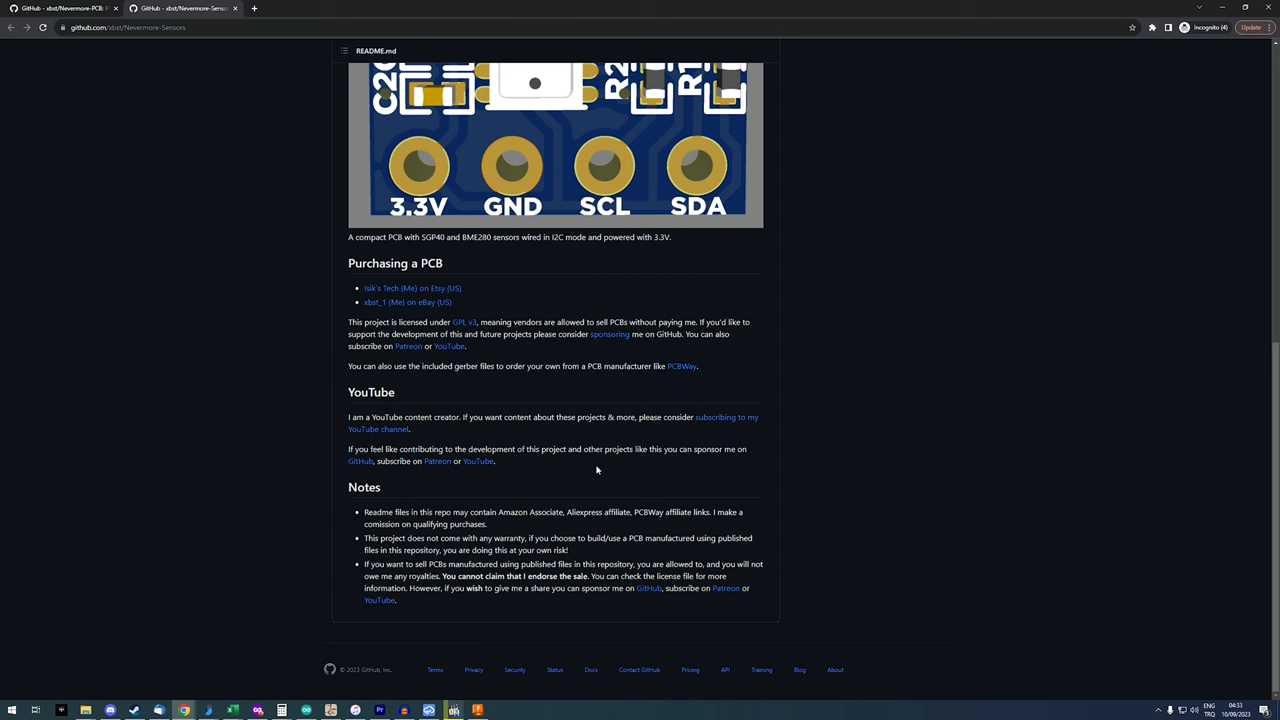 GitHub - xbst/Nevermore-PCB: P
GitHub - xbst/Nevermore-Sensors
github.com/xbst/Nevermore-Sensors
Incognito (4)
Update
README.md
3.3V GND SCL SDA
A compact PCB with SGP40 and BME280 sensors wired in I2C mode and powered with 3.3V.
Purchasing a PCB
Isik's Tech (Me) on Etsy (US)
xbst_1 (Me) on eBay (US)
This project is licensed under GPL v3, meaning vendors are allowed to sell PCBs without paying me. If you'd like to
support the development of this and future projects please consider sponsoring me on GitHub. You can also
subscribe on Patreon or YouTube.
You can also use the included gerber files to order your own from a PCB manufacturer like PCBWay.
YouTube
I am a YouTube content creator. If you want content about these projects & more, please consider subscribing to my
YouTube channel.
If you feel like contributing to the development of this project and other projects like this you can sponsor me on
GitHub, subscribe on Patreon or YouTube.
Notes
Readme files in this repo may contain Amazon Associate, Aliexpress affiliate, PCBWay affiliate links. I make a
comission on qualifying purchases.
This project does not come with any warranty, if you choose to build/use a PCB manufactured using published
files in this repository, you are doing this at your own risk!
If you want to sell PCBs manufactured using published files in this repository, you are allowed to, and you will not
owe me any royalties. You cannot claim that I endorse the sale. You can check the license file for more
information. However, if you wish to give me a share you can sponsor me on GitHub, subscribe on Patreon or
YouTube.
© 2023 GitHub, Inc.
Terms
Privacy
Security
Status
Docs
Contact GitHub
Pricing
API
Training
Blog
About
ENG
TRQ
04:33
10/09/2023